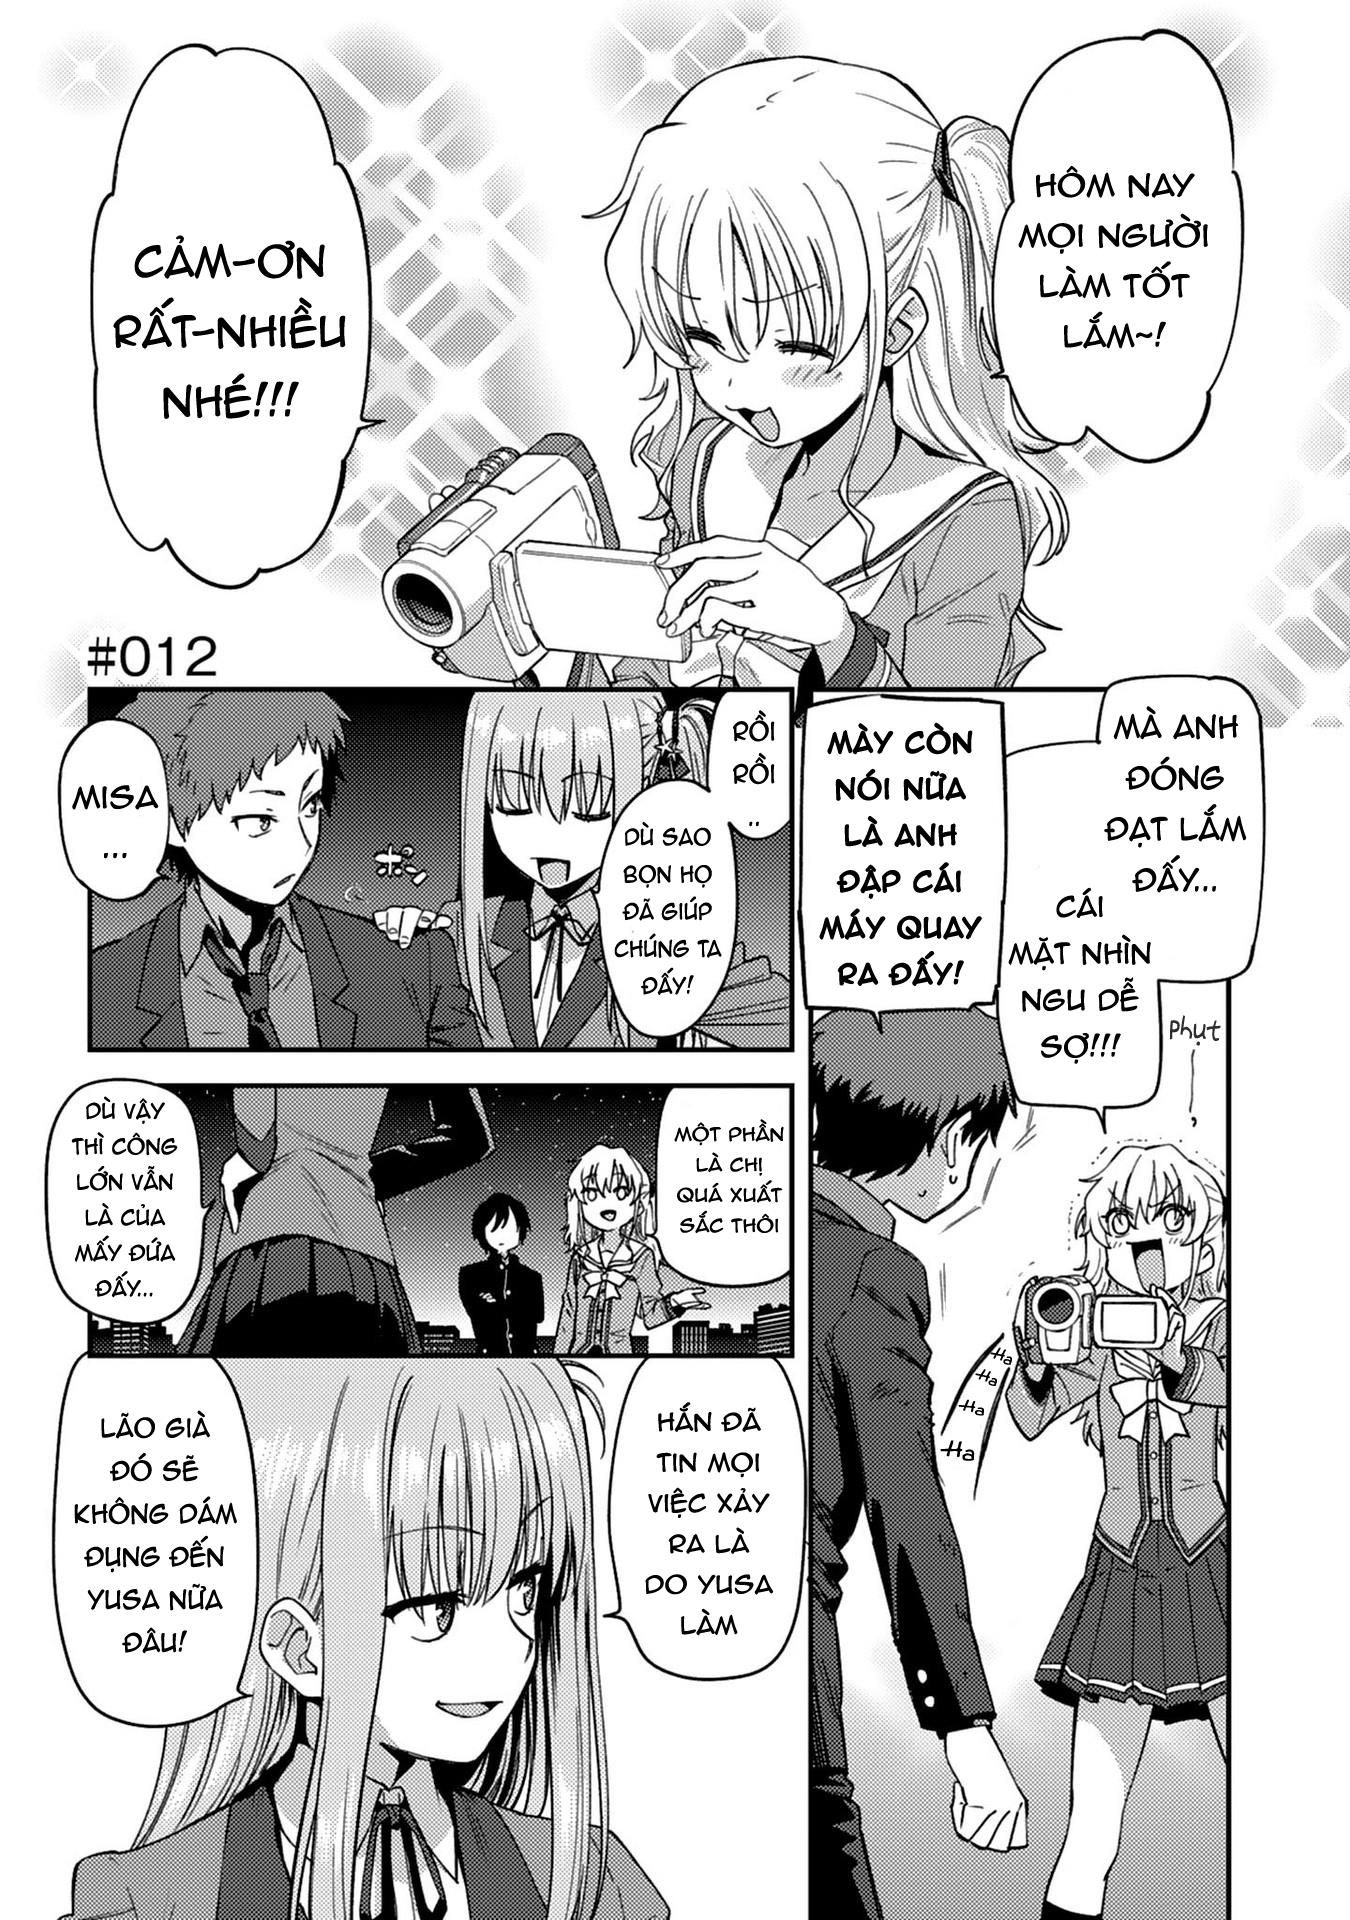 HÔM NAY
MỌI NGƯỜI
LÀM TỐT
LẮM~!
CẢM-ƠN
RẤT-NHIỀU
NHÉ!!!
#012
MÀ ANH
ĐÓNG
ĐẠT LẮM
ĐẤY...
CÁI
MẶT NHÌN
NGU DỄ
SỢ!!!
Phụt
MÀY CÒN
NÓI NỮA
LÀ ANH
ĐẬP CÁI
MÁY QUAY
RA ĐẤY!
Ha
Ha
Ha
Ha
RỒI
RỒI
..
DÙ SAO
BỌN HỌ
ĐÃ GIÚP
CHÚNG TA
ĐẤY!
ポン
MISA
...
MỘT PHẦN
LÀ CHỊ
QUÁ XUẤT
SẮC THÔI
DÙ VẬY
THÌ CÔNG
LỚN VẪN
LÀ CỦA
MẤY ĐỨA
ĐẤY...
HẮN ĐÃ
TIN MỌI
VIỆC XẢY
RA LÀ
DO YUSA
LÀM
LÃO GIÀ
ĐÓ SẼ
KHÔNG DÁM
ĐỤNG ĐẾN
YUSA NỮA
ĐÂU!